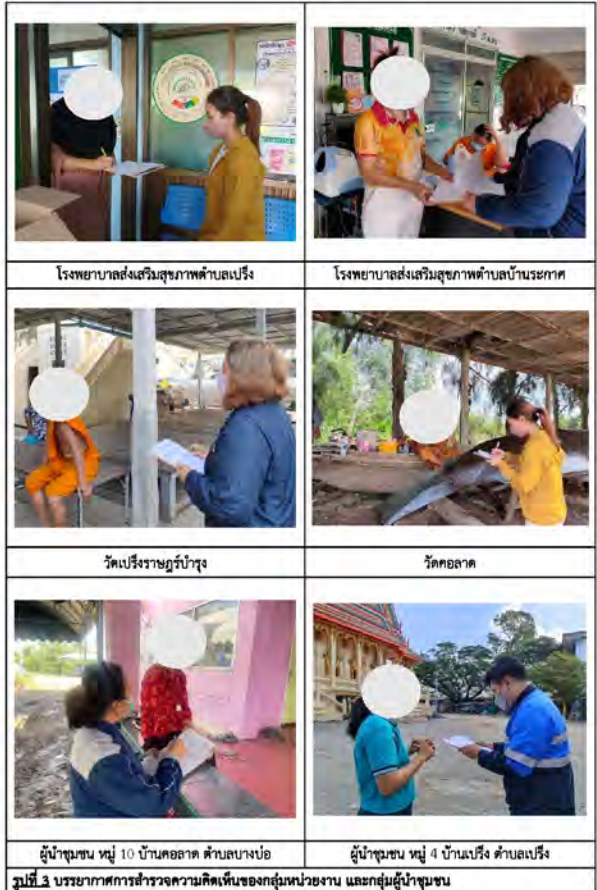 โรงพยาบาลส่งเสริมสุขภาพตำบลเปร็ง
โรงพยาบาลส่งเสริมสุขภาพตำบลบ้านระกาศ
วัดเปร็งราษฎร์บำรุง
วัดคอลาด
ผู้นำชุมชน หมู่ 10 บ้านคอลาด ตำบลบางบ่อ
ผู้นำชุมชน หมู่ 4 บ้านเปร็ง ตำบลเปร็ง
รูปที่ 3 บรรยากาศการสำรวจความคิดเห็นของกลุ่มหน่วยงาน และกลุ่มผู้นำชุมชน